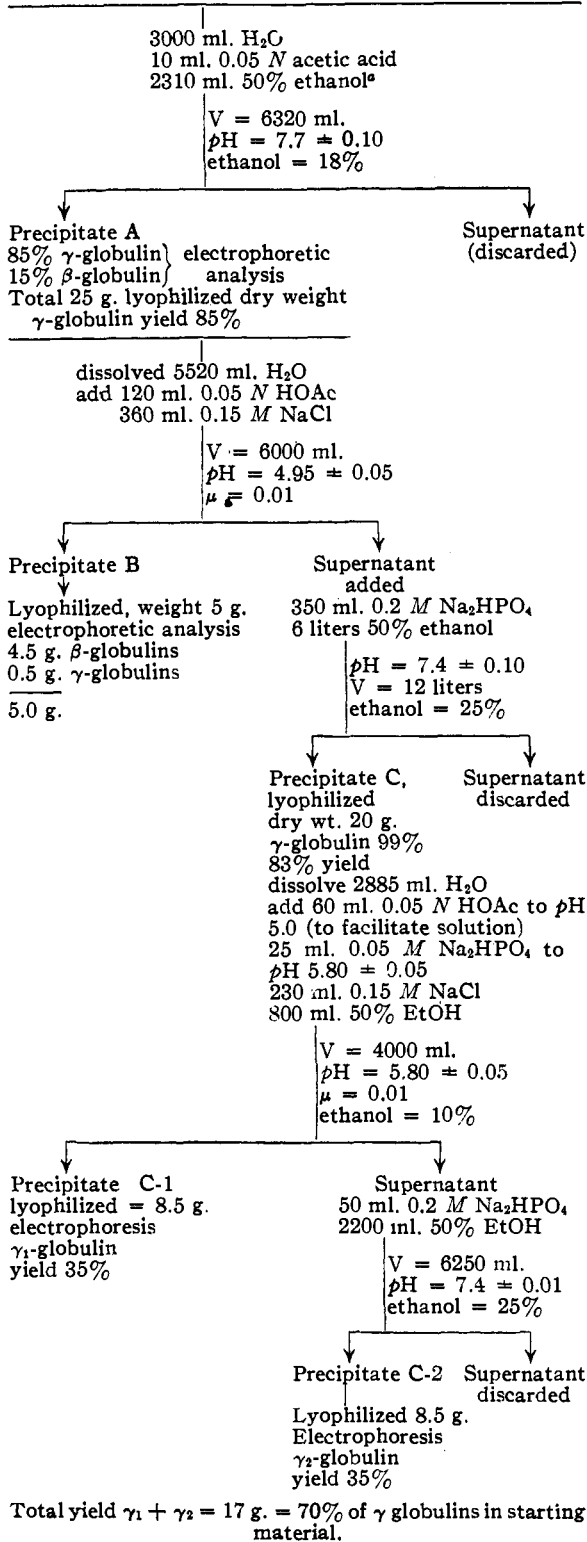 3000 ml. H₂O
10 ml. 0.05 N acetic acid
2310 ml. 50% ethanolᵃ
V = 6320 ml.
pH = 7.7 ± 0.10
ethanol = 18%
Precipitate A
85% γ-globulin} electrophoretic
15% β-globulin} analysis
Total 25 g. lyophilized dry weight
γ-globulin yield 85%
Supernatant
(discarded)
dissolved 5520 ml. H₂O
add 120 ml. 0.05 N HOAc
360 ml. 0.15 M NaCl
V = 6000 ml.
pH = 4.95 ± 0.05
μ = 0.01
Precipitate B
Lyophilized, weight 5 g.
electrophoretic analysis
4.5 g. β-globulins
0.5 g. γ-globulins
5.0 g.
Supernatant
added
350 ml. 0.2 M Na₂HPO₄
6 liters 50% ethanol
pH = 7.4 ± 0.10
V = 12 liters
ethanol = 25%
Precipitate C,
lyophilized
dry wt. 20 g.
γ-globulin 99%
83% yield
dissolve 2885 ml. H₂O
add 60 ml. 0.05 N HOAc to pH
5.0 (to facilitate solution)
25 ml. 0.05 M Na₂HPO₄ to
pH 5.80 ± 0.05
230 ml. 0.15 M NaCl
800 ml. 50% EtOH
Supernatant
discarded
V = 4000 ml.
pH = 5.80 ± 0.05
μ = 0.01
ethanol = 10%
Precipitate C-1
lyophilized = 8.5 g.
electrophoresis
γ₁-globulin
yield 35%
Supernatant
50 ml. 0.2 M Na₂HPO₄
2200 ml. 50% EtOH
V = 6250 ml.
pH = 7.4 ± 0.01
ethanol = 25%
Precipitate C-2
Lyophilized 8.5 g.
Electrophoresis
γ₂-globulin
yield 35%
Supernatant
discarded
Total yield γ₁ + γ₂ = 17 g. = 70% of γ globulins in starting
material.